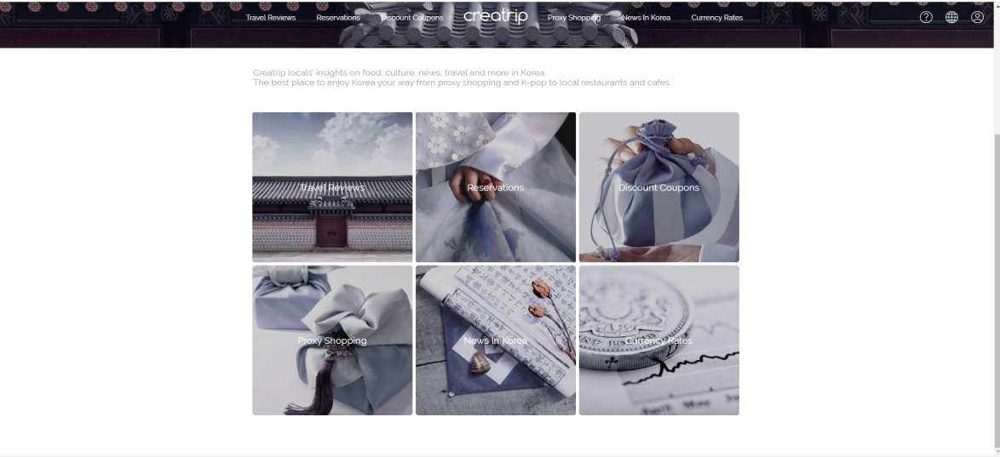 Travel Reviews Reservations Discount Coupons creatrip Proxy Shopping News In Korea Currency Rates
Creatrip locals' insights on food, culture, news, travel and more in Korea.
The best place to enjoy Korea your way from proxy shopping and K-pop to local restaurants and cafes.
Travel Reviews
Reservations
Discount Coupons
Proxy Shopping
News In Korea
Currency Rates